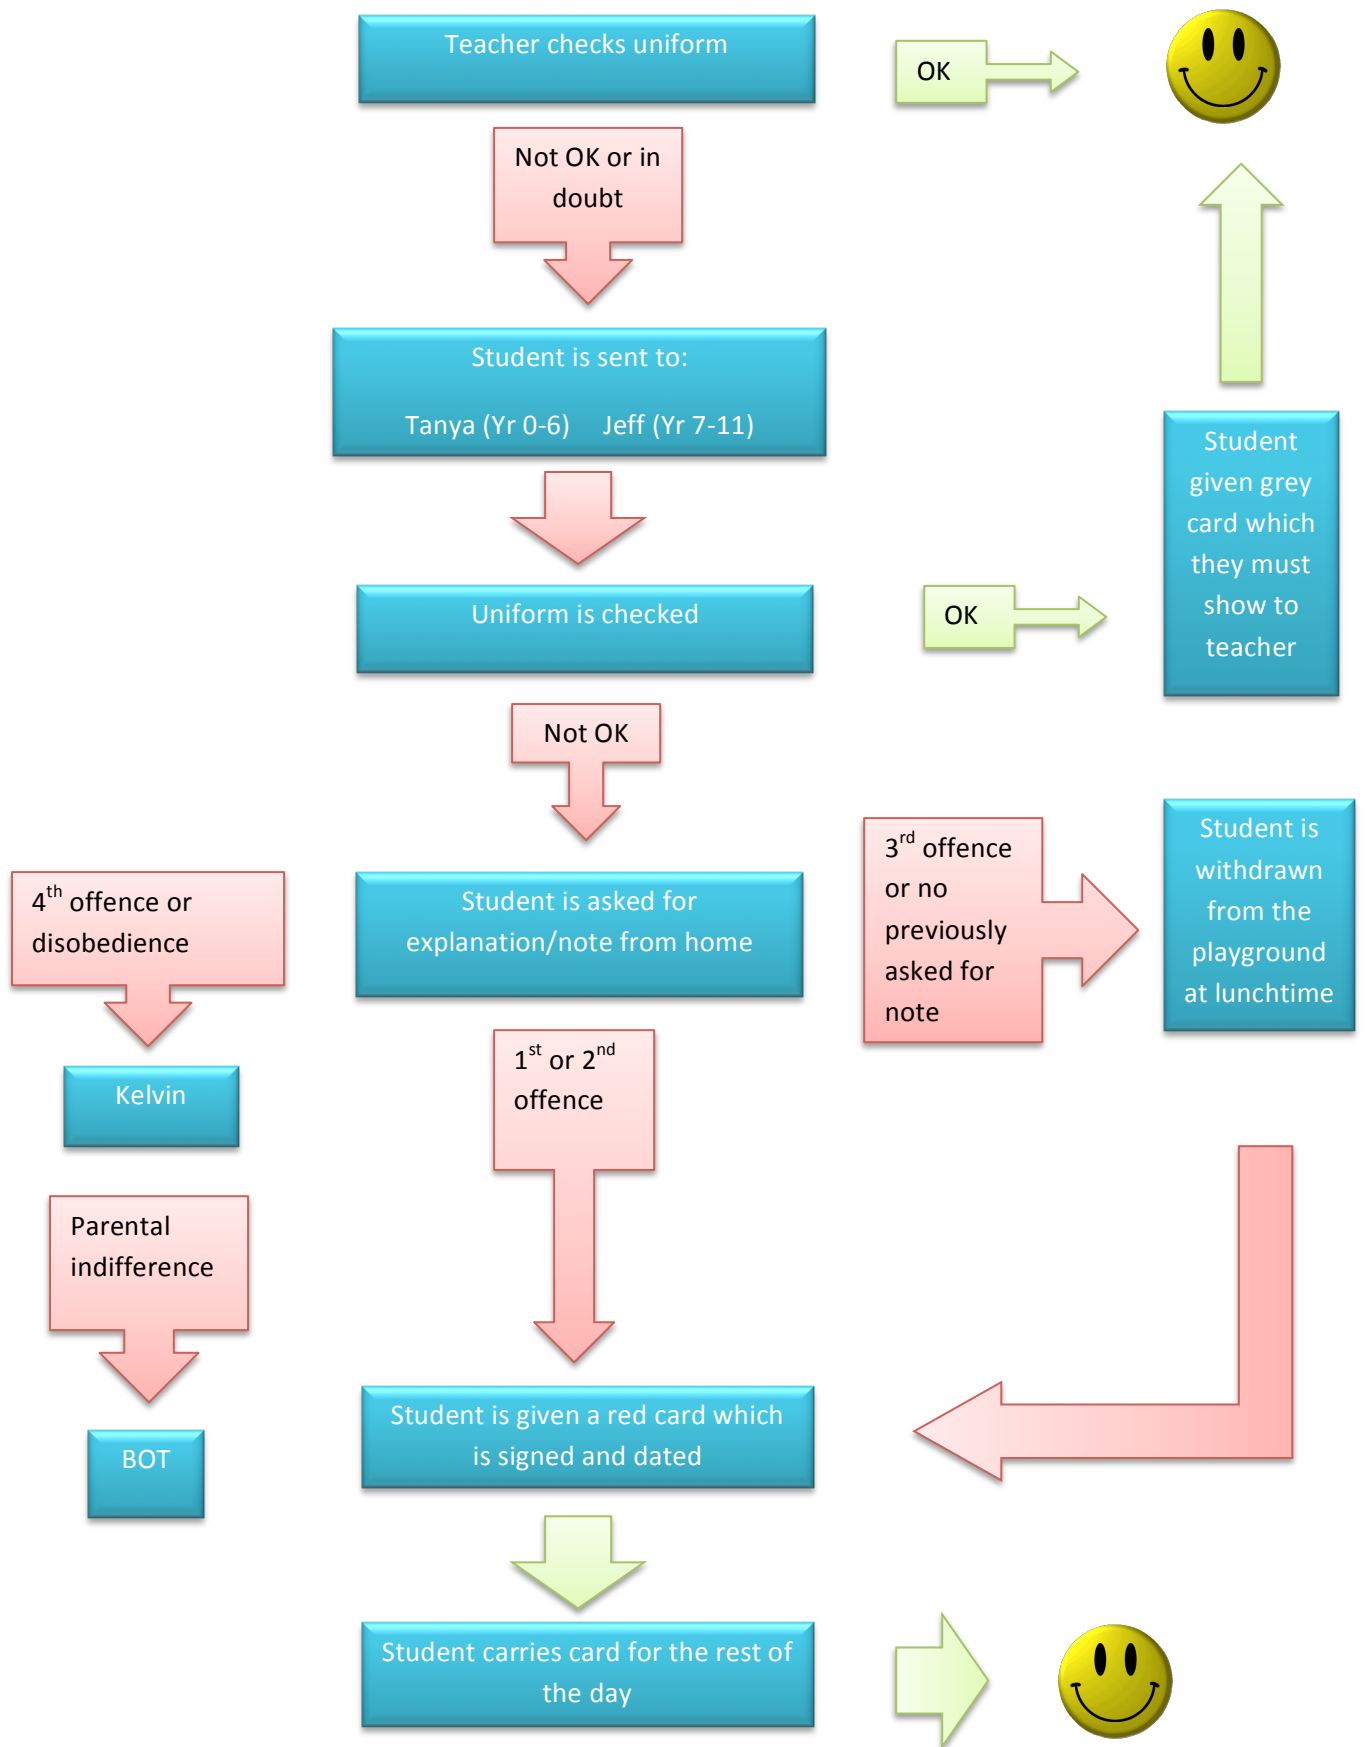 Teacher checks uniform
OK
Not OK or in
doubt
Student is sent to:
Tanya (Yr 0-6) Jeff (Yr 7-11)
Student
given grey
card which
they must
show to
teacher
Uniform is checked
OK
Not OK
4th offence or
disobedience
Student is asked for
explanation/note from home
3rd offence
or no
previously
asked for
note
Student is
withdrawn
from the
playground
at lunchtime
Kelvin
1st or 2nd
offence
Parental
indifference
BOT
Student is given a red card which
is signed and dated
Student carries card for the rest of
the day